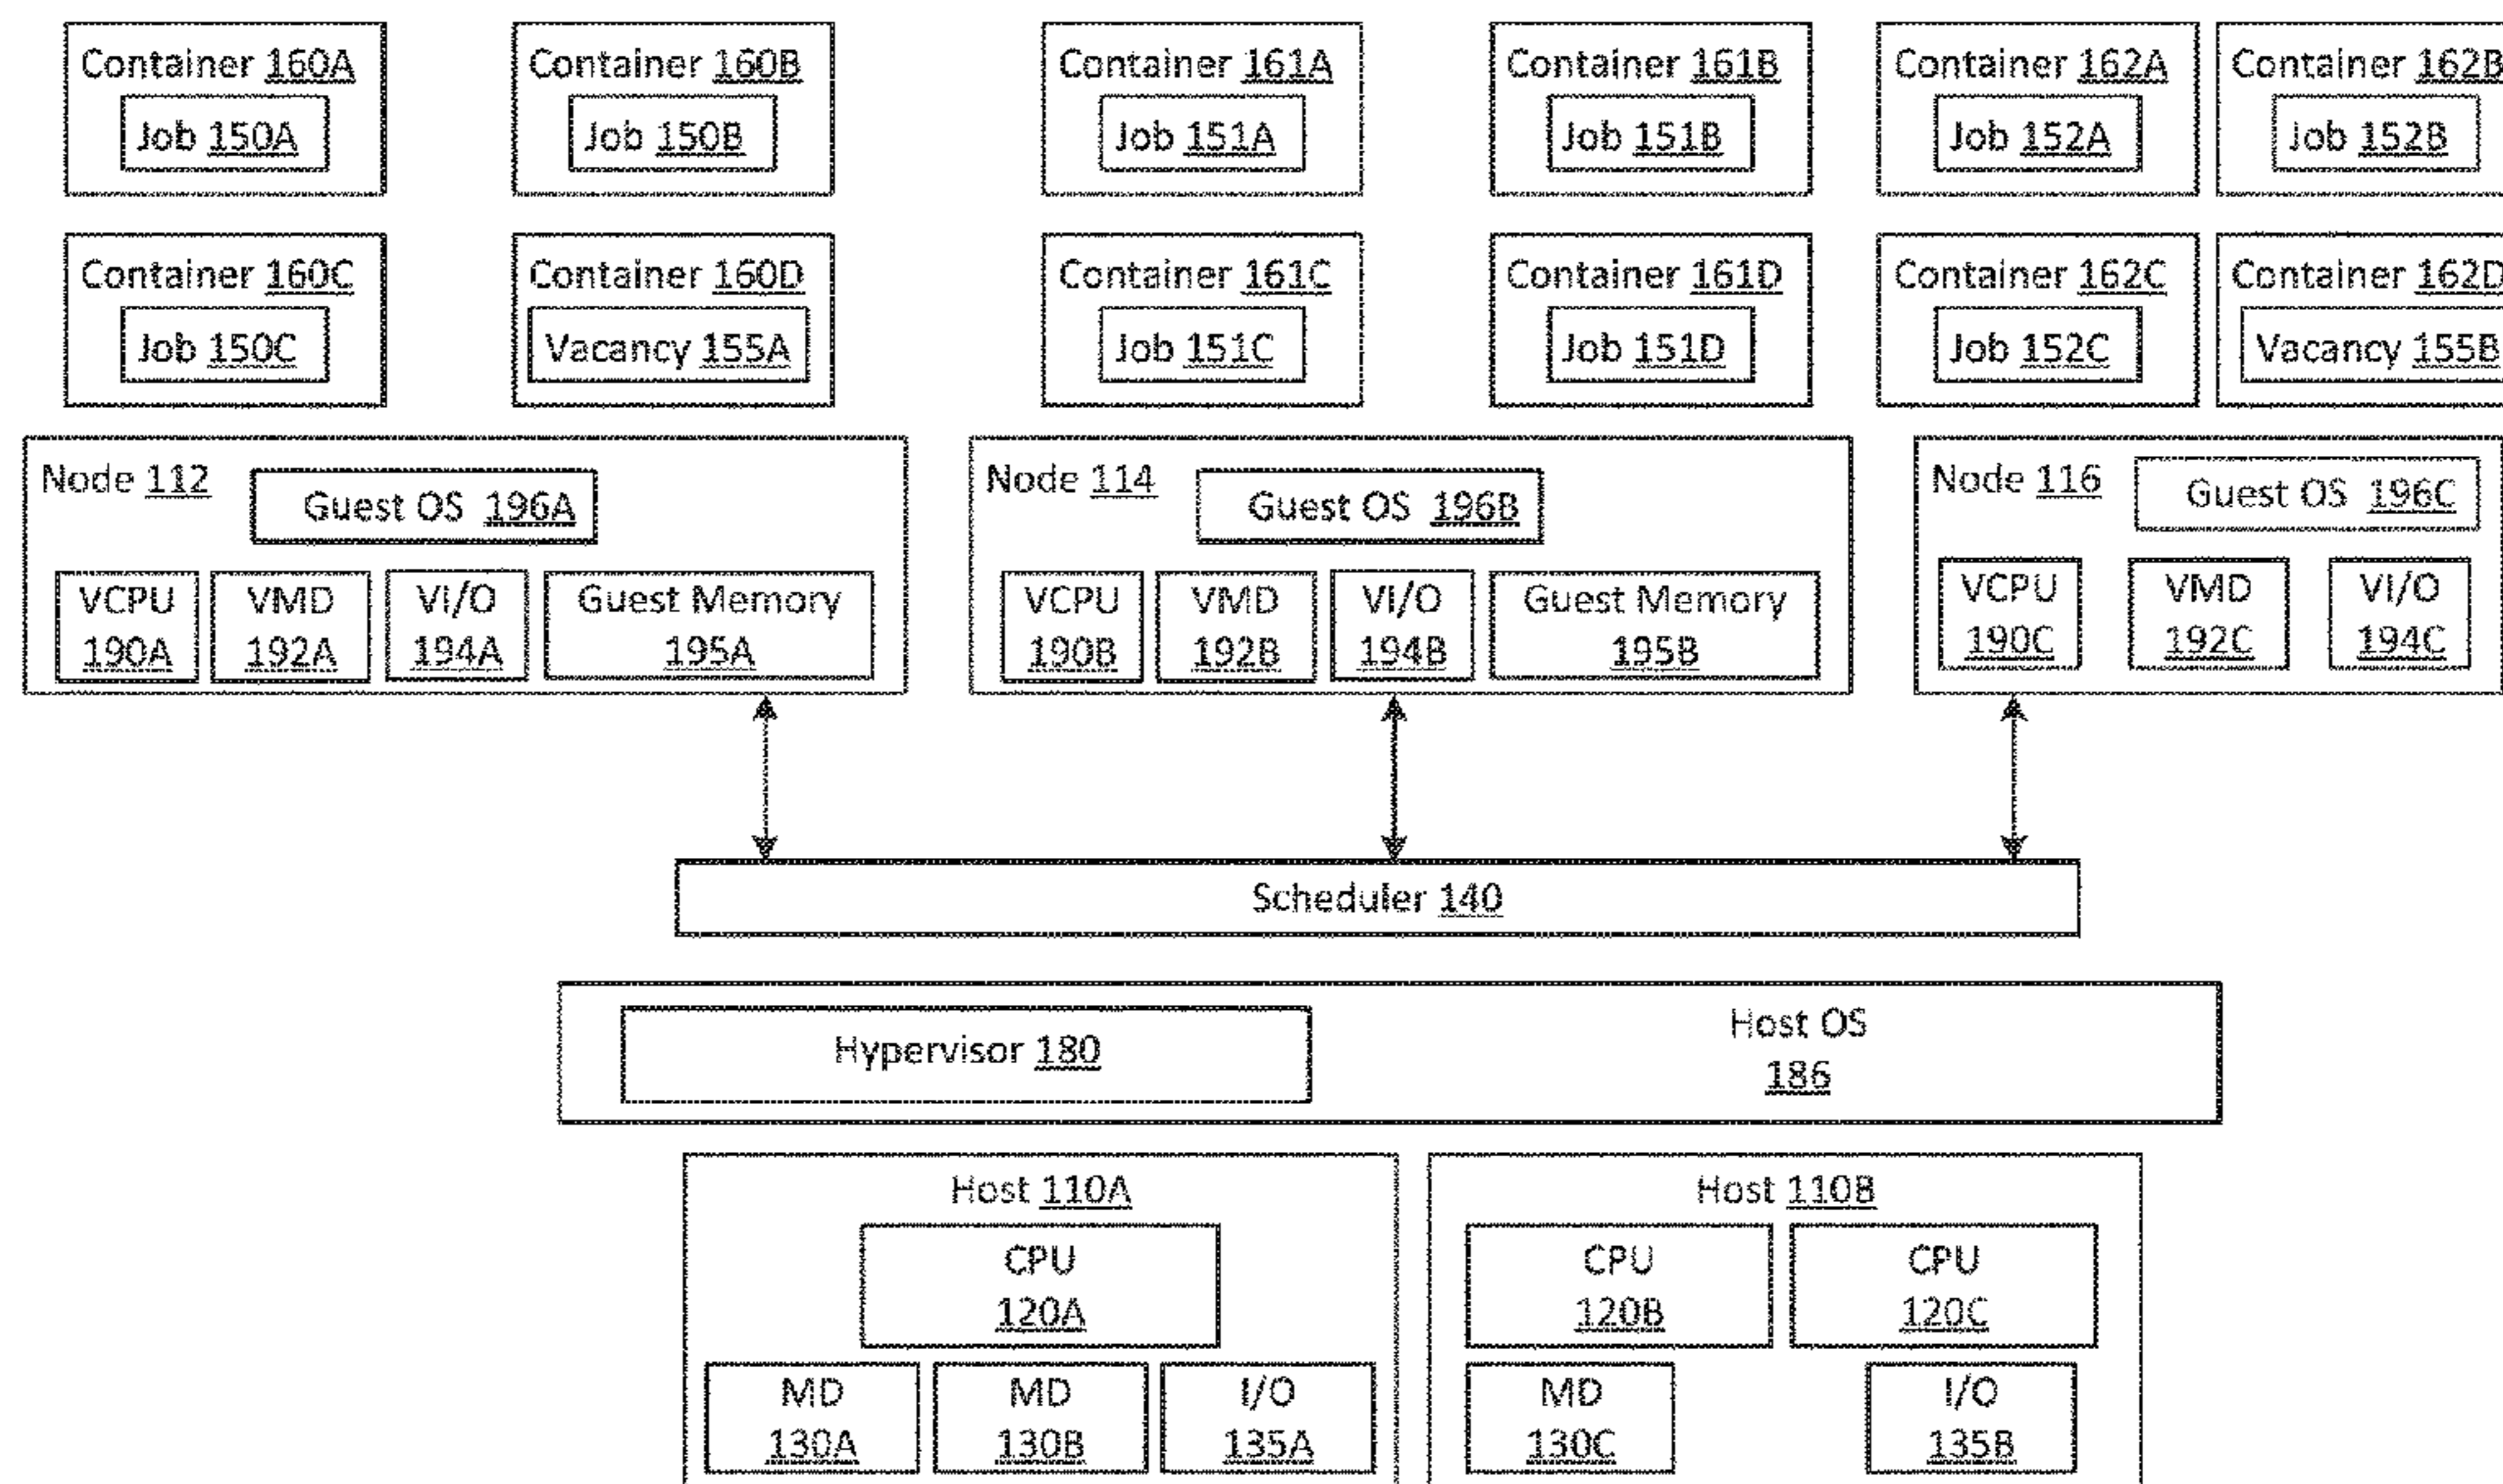 Container 160A
Job 150A
Container 160B
Job 150B
Container 161A
Job 151A
Container 161B
Job 151B
Container 162A
Job 152A
Container 162B
Job 152B
Container 160C
Job 150C
Container 160D
Vacancy 155A
Container 161C
Job 151C
Container 161D
Job 151D
Container 162C
Job 152C
Container 162D
Vacancy 155B
Node 112
Guest OS 196A
VCPU
190A
VMD
192A
VI/O
194A
Guest Memory
195A
Node 114
Guest OS 196B
VCPU
190B
VMD
192B
VI/O
194B
Guest Memory
195B
Node 116
Guest OS 196C
VCPU
190C
VMD
192C
VI/O
194C
Scheduler 140
Hypervisor 180
Host OS
186
Host 110A
CPU
120A
MD
130A
MD
130B
I/O
135A
Host 110B
CPU
120B
CPU
120C
MD
130C
I/O
135B